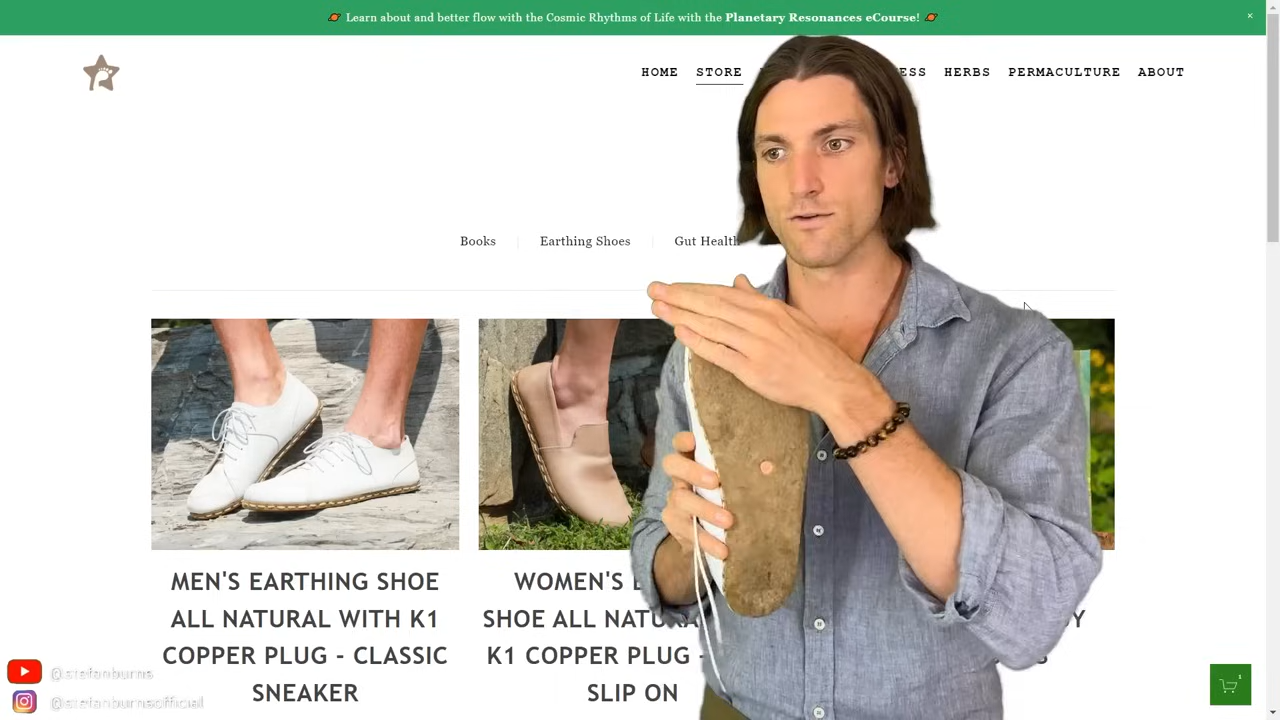 Learn about and better flow with the Cosmic Rhythms of Life with the Planetary Resonances eCourse!
×
HOME STORE ESS HERBS PERMACULTURE ABOUT
Books Earthing Shoes Gut Health
MEN'S EARTHING SHOE
ALL NATURAL WITH K1
COPPER PLUG - CLASSIC
SNEAKER
WOMEN'S E
SHOE ALL NATURA
K1 COPPER PLUG -
SLIP ON
@stefanburns
@stefanburnsofficial
1